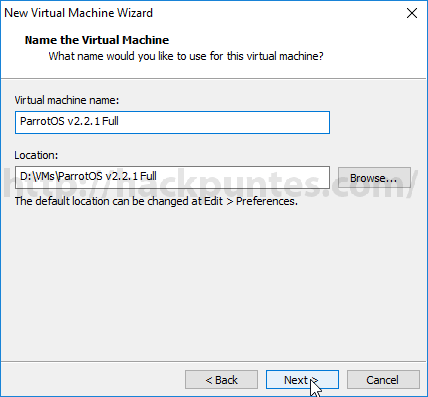 New Virtual Machine Wizard
Name the Virtual Machine
What name would you like to use for this virtual machine?
Virtual machine name:
ParrotOS v2.2.1 Full
Location:
D:\VMs\ParrotOS v2.2.1 Full
Browse...
http://hackpuntes.com/
The default location can be changed at Edit > Preferences.
< Back
Next >
Cancel